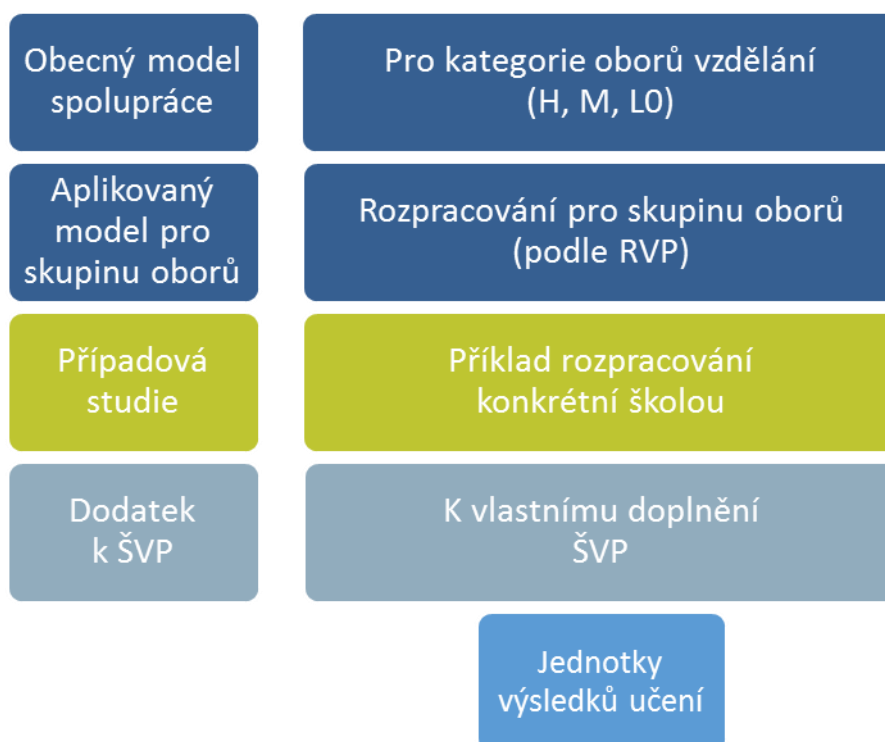 Obecný model
spolupráce
Pro kategorie oborů vzdělání
(H, M, L0)
Aplikovaný
model pro
skupinu oborů
Rozpracování pro skupinu oborů
(podle RVP)
Případová
studie
Příklad rozpracování
konkrétní školou
Dodatek
k ŠVP
K vlastnímu doplnění
ŠVP
Jednotky
výsledků učení